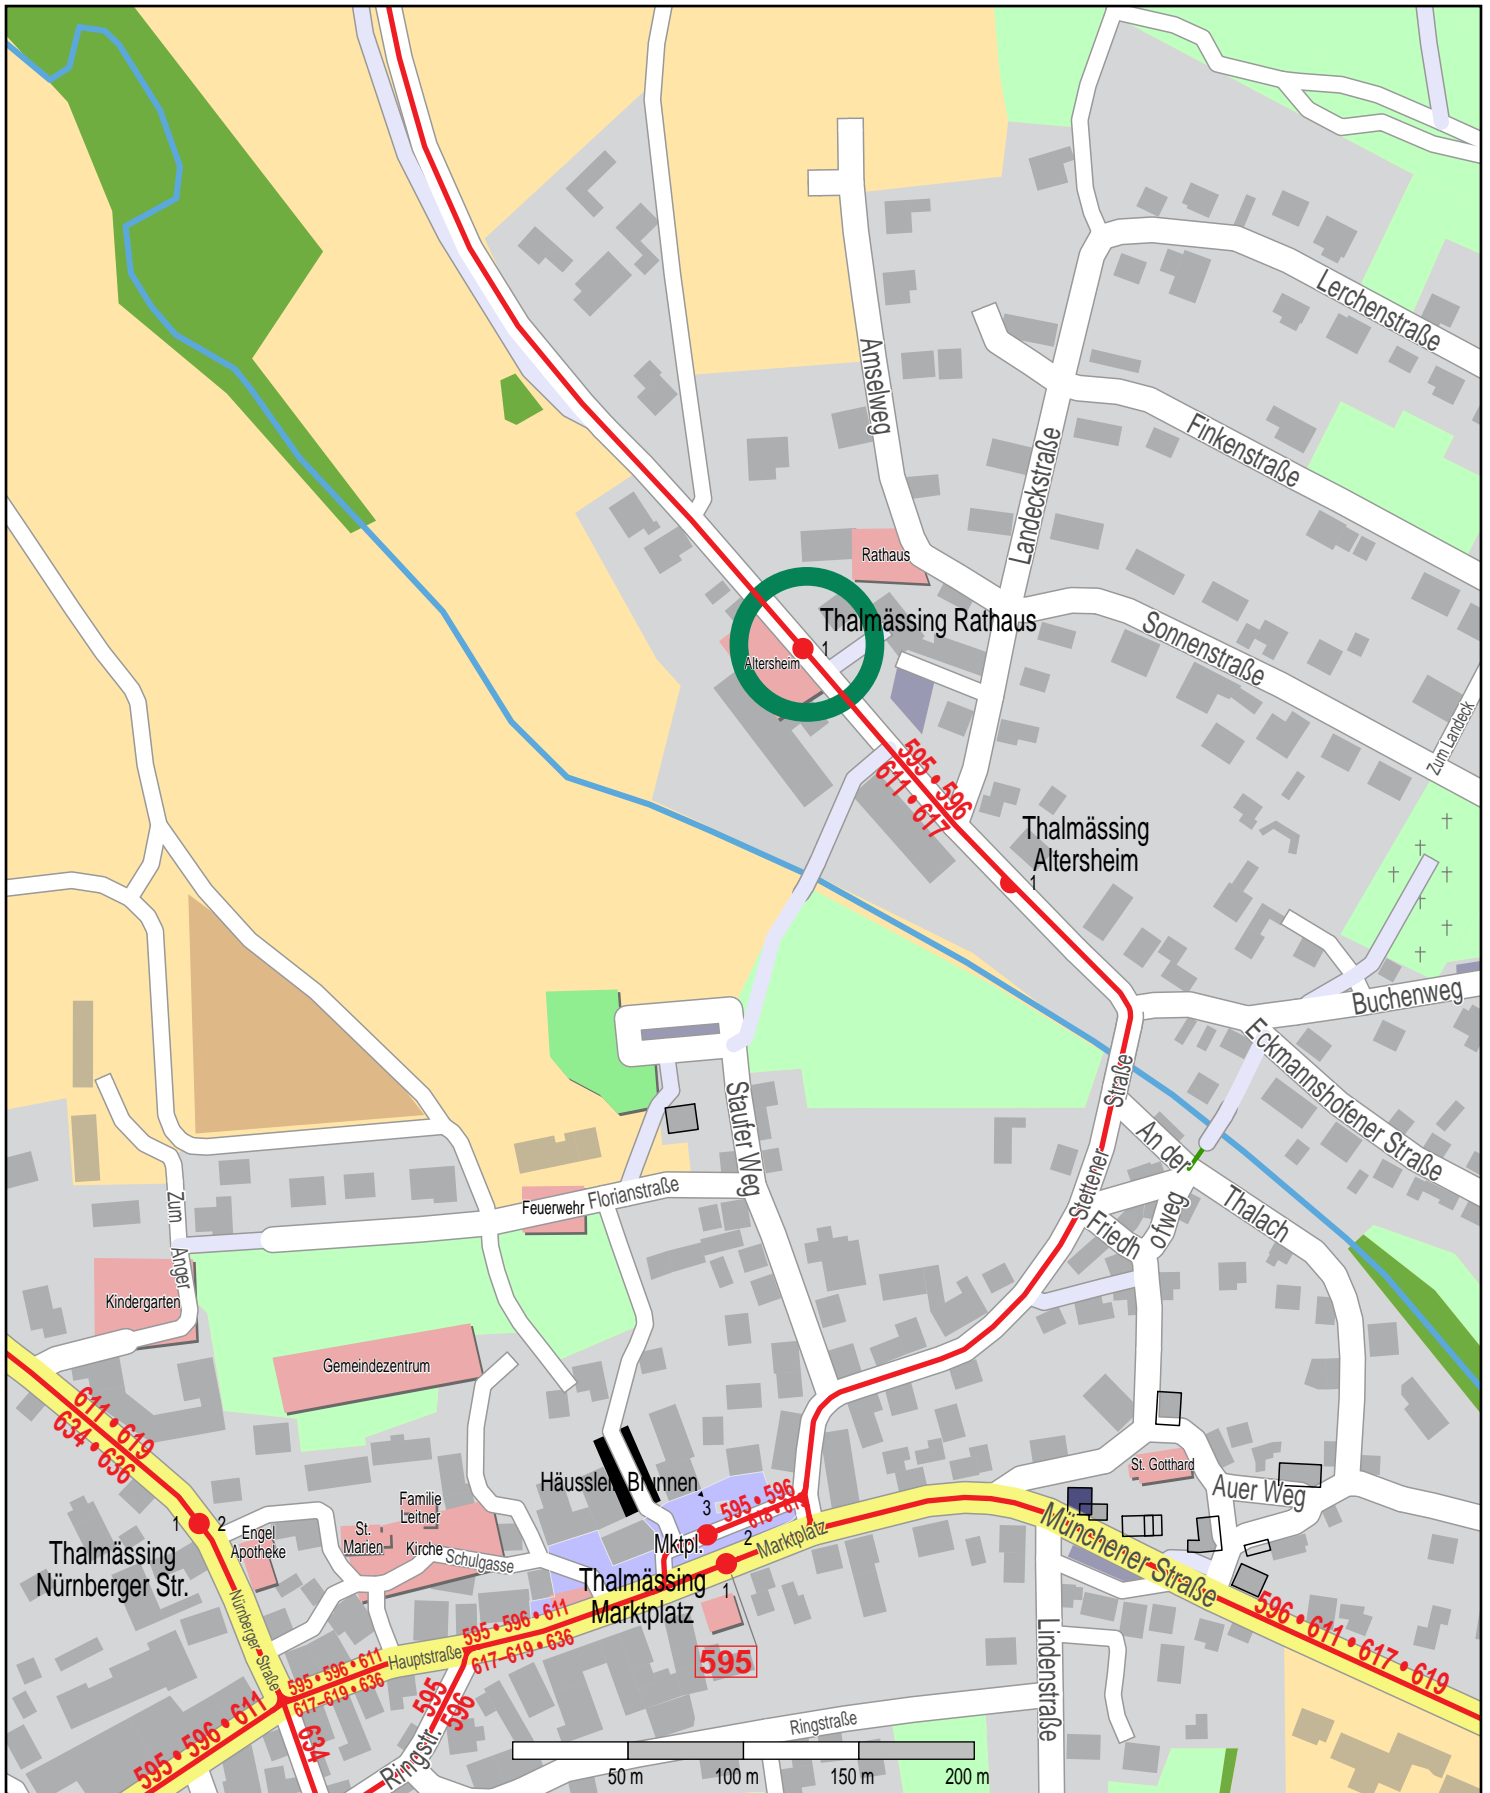 Lerchenstraße
Amselweg
Finkenstraße
Landeckstraße
Rathaus
Thalmässing Rathaus
1
Altersheim
Sonnenstraße
Zum Landeck
595 • 596
611 • 617
Thalmässing
Altersheim
1
Buchenweg
Eckmannshofener Straße
Stettener
Straße
An der
Thalach
Friedh
ofweg
Staufer Weg
Florianstraße
Feuerwehr
Zum
Anger
Kindergarten
Gemeindezentrum
611 • 619
634 • 636
1
2
Thalmässing
Nürnberger Str.
Engel
Apotheke
St.
Marien
Familie
Leitner
Kirche
Schulgasse
Häusslein Brunnen
3
595 • 596
Mktpl.
2
Marktplatz
Thalmässing
Marktplatz
1
St. Gotthard
Auer Weg
Münchener Straße
596 • 611 • 617 • 619
Lindenstraße
Nürnberger Straße
595 • 596 • 611
617–619 • 636
Hauptstraße
595 • 596 • 611
617–619 • 636
595
595 • 596 • 611
634
595
596
Ringstr.
Ringstraße
50 m
100 m
150 m
200 m